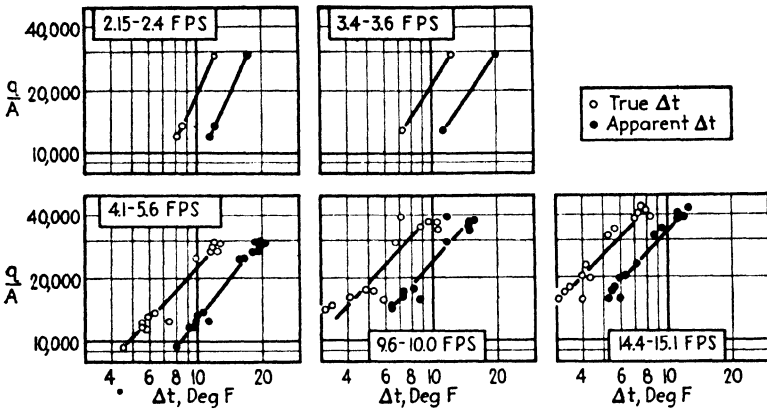 2.15-2.4 FPS
3.4-3.6 FPS
40,000
20,000
10,000
q/A
○ True Δt
● Apparent Δt
4.1-5.6 FPS
9.6-10.0 FPS
14.4-15.1 FPS
40,000
20,000
10,000
q/A
4 6 10 20
4 6 10 20
4 6 10 20
Δt, Deg F
Δt, Deg F
Δt, Deg F